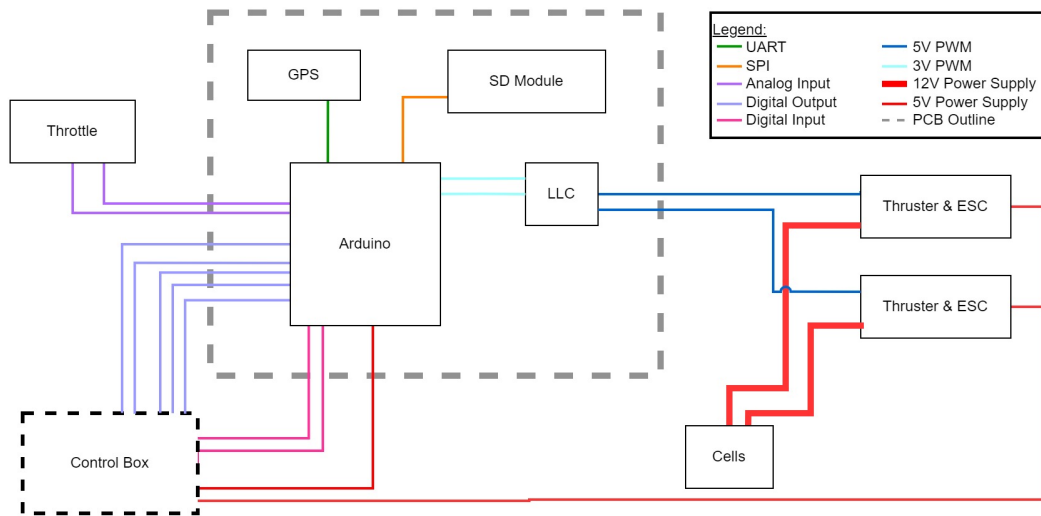 Legend:
UART
SPI
Analog Input
Digital Output
Digital Input
5V PWM
3V PWM
12V Power Supply
5V Power Supply
PCB Outline
GPS
SD Module
Throttle
Arduino
LLC
Thruster & ESC
Thruster & ESC
Control Box
Cells